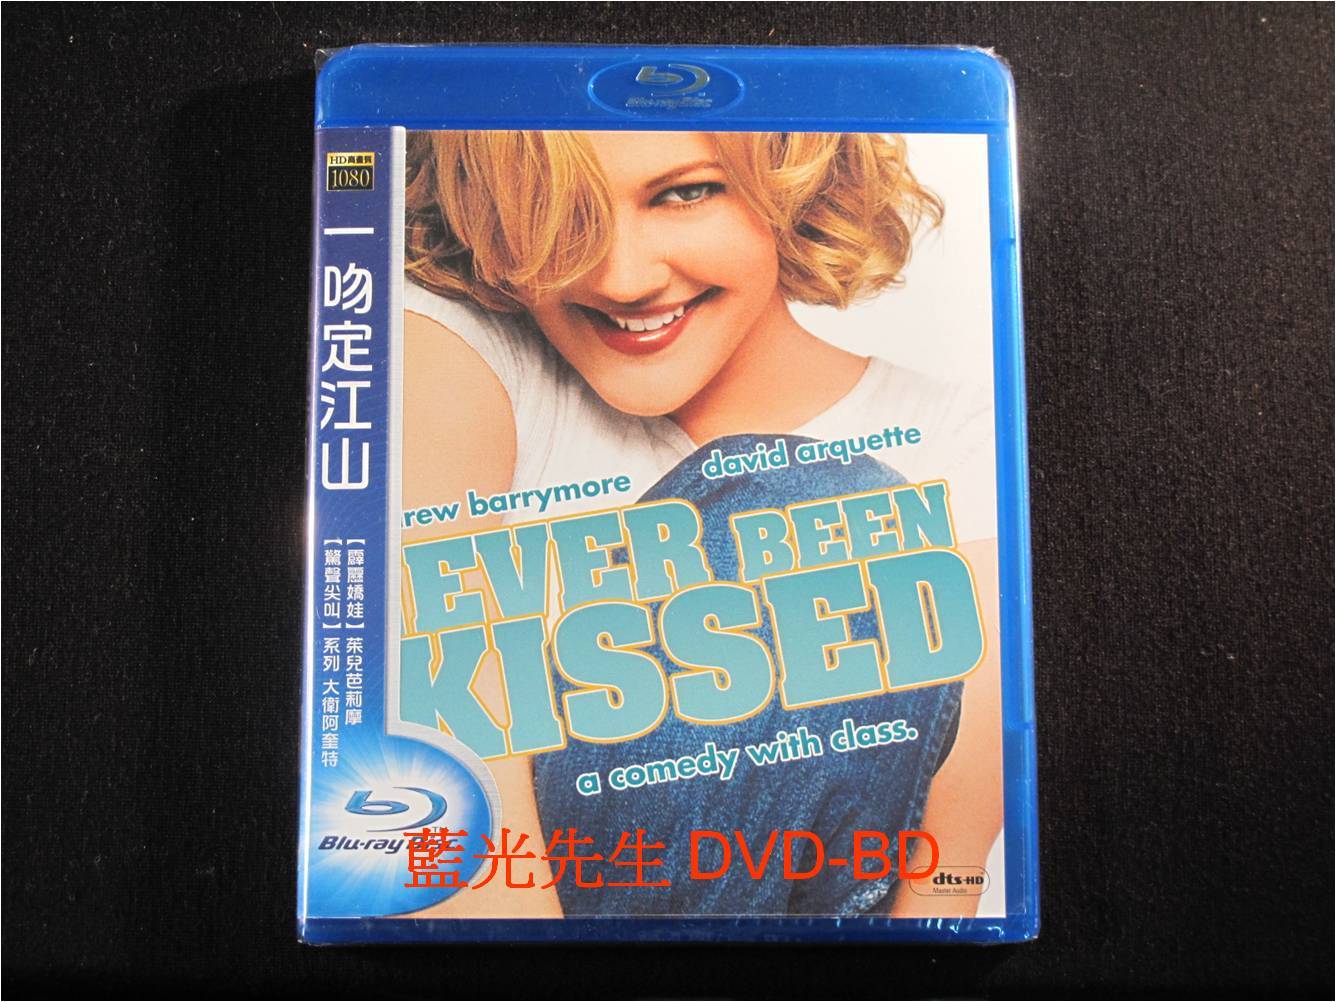 Blu-ray Disc
HD高畫質
1080
一吻定江山
【霹靂嬌娃】茱兒芭莉摩
【驚聲尖叫】系列 大衛阿奎特
rew barrymore
david arquette
EVER BEEN
KISSED
a comedy with class.
Blu-ray Disc
TM
藍光先生 DVD-BD
dts-HD
Master Audio